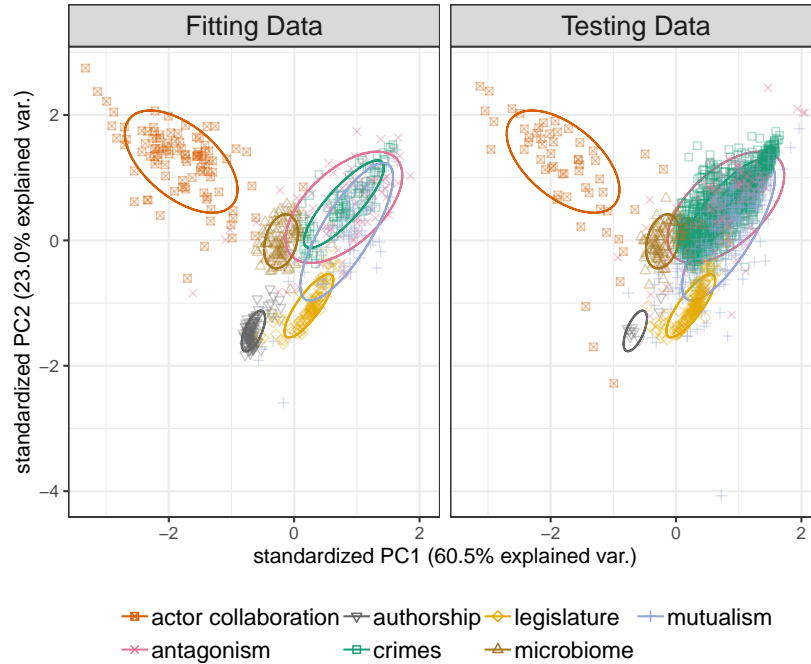 Fitting Data
Testing Data
standardized PC2 (23.0% explained var.)
2
0
−2
−4
−2
0
2
−2
0
2
standardized PC1 (60.5% explained var.)
actor collaboration
authorship
legislature
mutualism
antagonism
crimes
microbiome